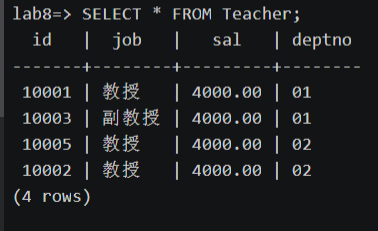 lab8=> SELECT * FROM Teacher;
id | job | sal | deptno
-------+--------+---------+--------
10001 | 教授 | 4000.00 | 01
10003 | 副教授 | 4000.00 | 01
10005 | 教授 | 4000.00 | 02
10002 | 教授 | 4000.00 | 02
(4 rows)